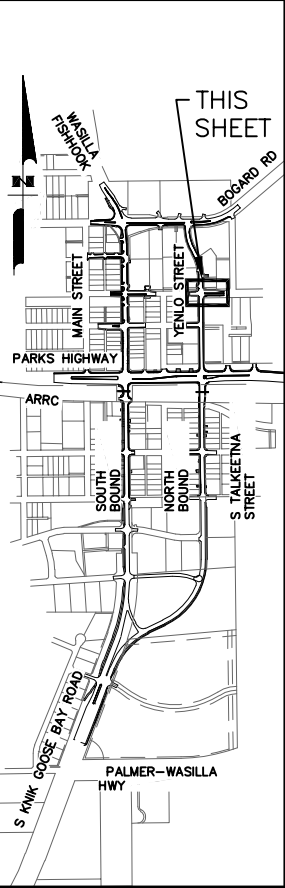 THIS
SHEET
WASILLA
FISHHOOK
BOGARD RD
N
MAIN STREET
YENLO STREET
PARKS HIGHWAY
ARRC
SOUTH
BOUND
NORTH
BOUND
S TALKEETNA
STREET
S KNIK GOOSE BAY ROAD
PALMER-WASILLA
HWY